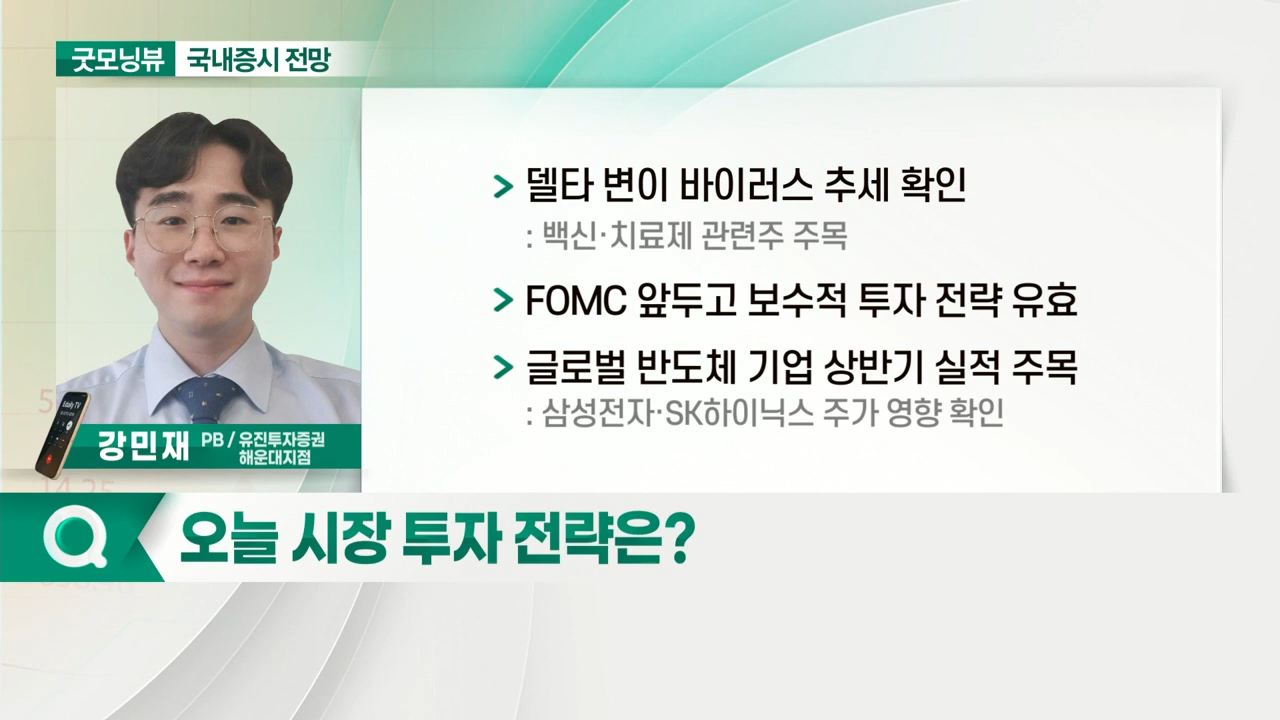 굿모닝뷰 국내증시 전망
> 델타 변이 바이러스 추세 확인
: 백신·치료제 관련주 주목
> FOMC 앞두고 보수적 투자 전략 유효
> 글로벌 반도체 기업 상반기 실적 주목
: 삼성전자·SK하이닉스 주가 영향 확인
Edaily TV
강민재 PB / 유진투자증권
해운대지점
Q 오늘 시장 투자 전략은?